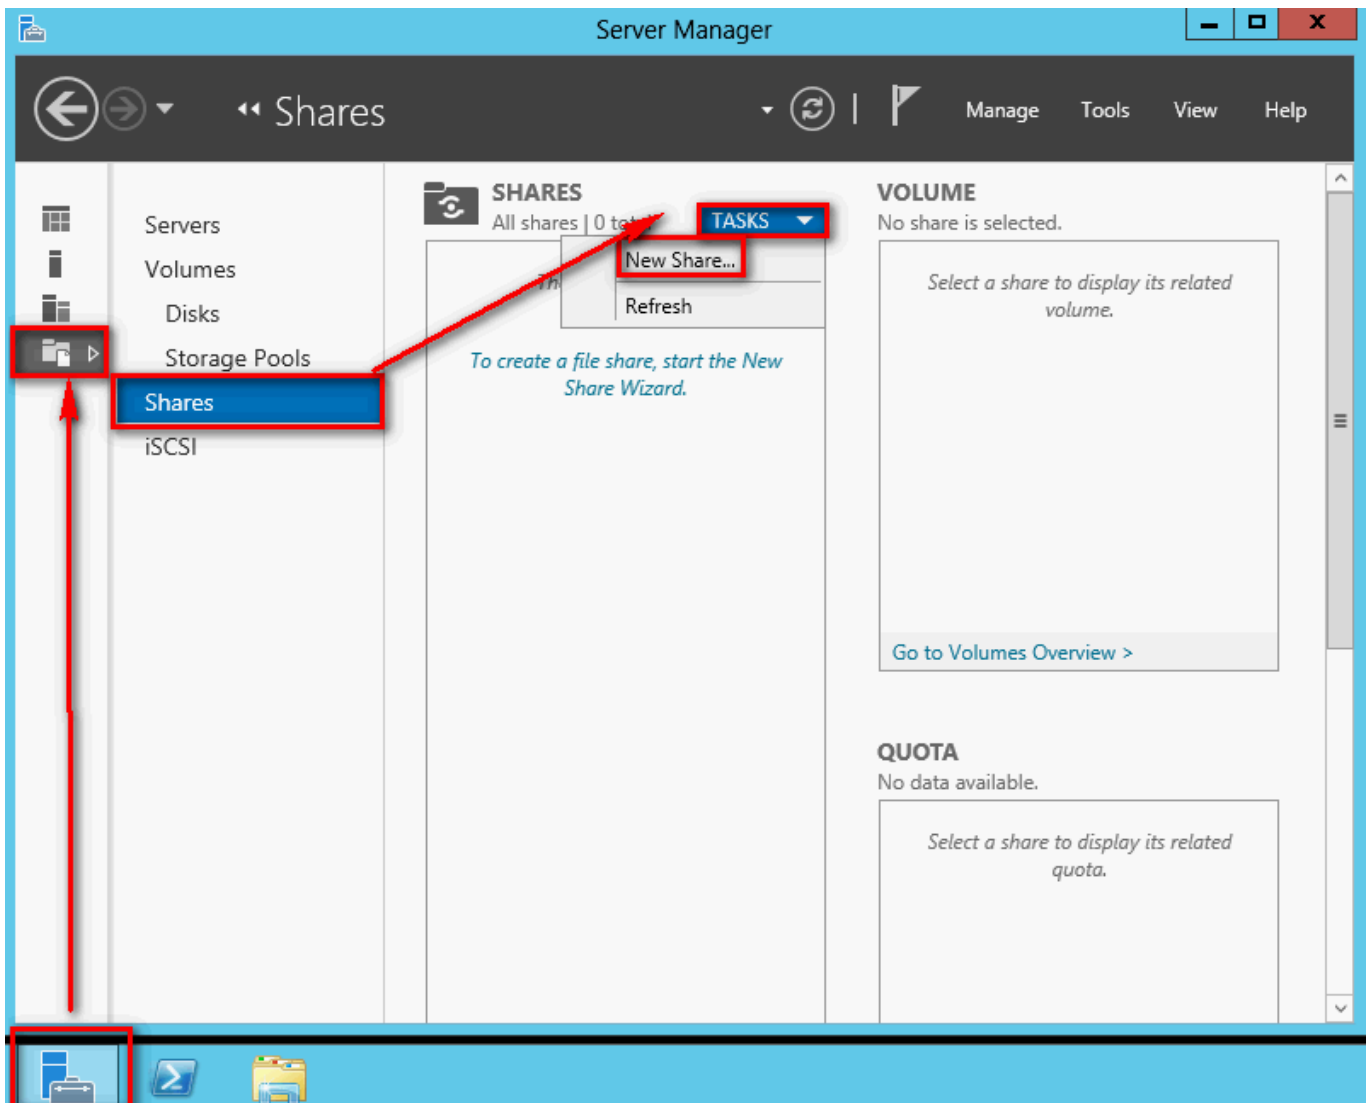 Server Manager
Shares
Manage Tools View Help
Servers
Volumes
Disks
Storage Pools
Shares
iSCSI
SHARES
All shares | 0 total
TASKS
New Share...
Refresh
Th
To create a file share, start the New
Share Wizard.
VOLUME
No share is selected.
Select a share to display its related
volume.
Go to Volumes Overview >
QUOTA
No data available.
Select a share to display its related
quota.